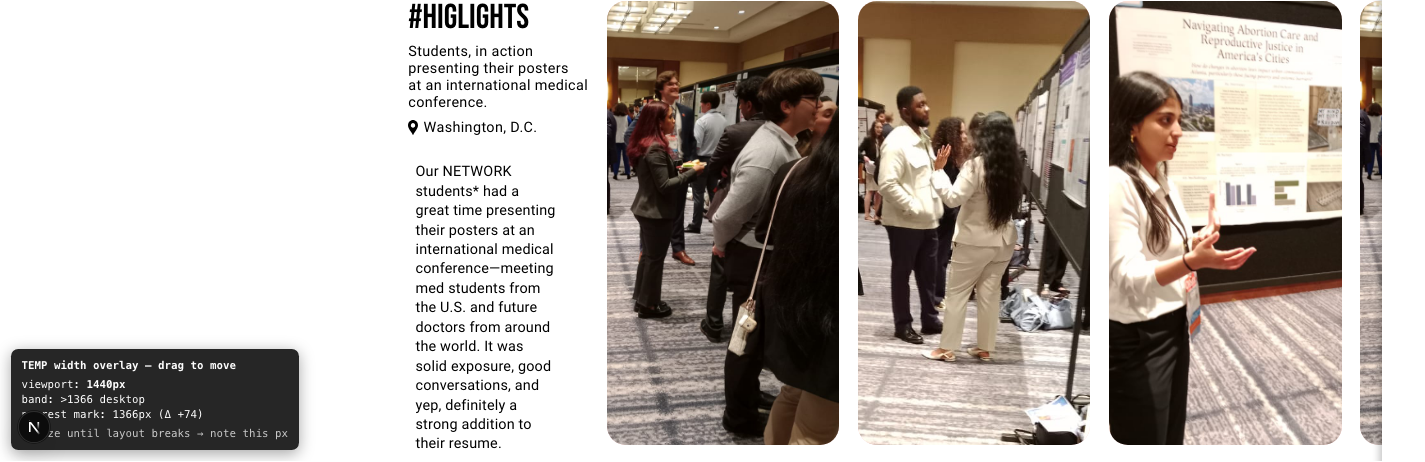 #HIGLIGHTS
Students, in action
presenting their posters
at an international medical
conference.
Washington, D.C.
Our NETWORK
students* had a
great time presenting
their posters at an
international medical
conference—meeting
med students from
the U.S. and future
doctors from around
the world. It was
solid exposure, good
conversations, and
yep, definitely a
strong addition to
their resume.
Navigating Abortion Care and
Reproductive Justice in
America's Cities
TEMP width overlay — drag to move
viewport: 1440px
band: >1366 desktop
mark: 1366px (Δ +74)
until layout breaks → note this px
N